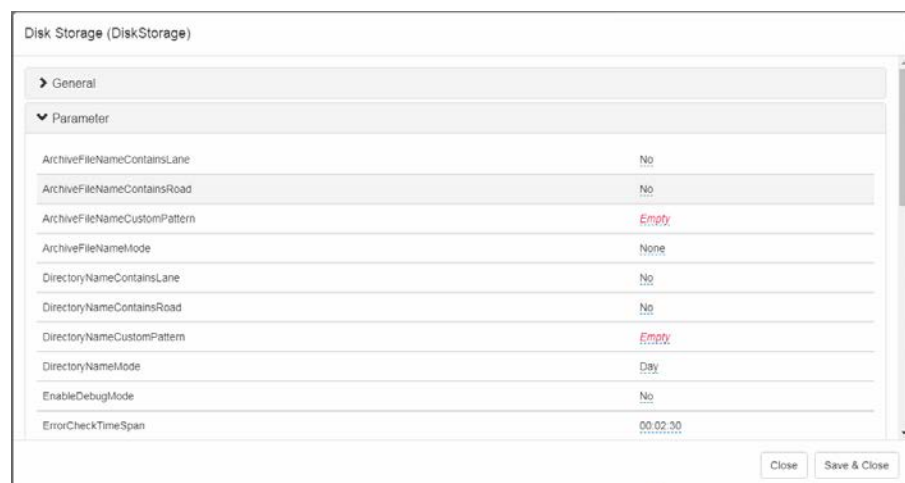 Disk Storage (DiskStorage)
General
Parameter
ArchiveFileNameContainsLane No
ArchiveFileNameContainsRoad No
ArchiveFileNameCustomPattern Empty
ArchiveFileNameMode None
DirectoryNameContainsLane No
DirectoryNameContainsRoad No
DirectoryNameCustomPattern Empty
DirectoryNameMode Day
EnableDebugMode No
ErrorCheckTimeSpan 00:02:30
Close Save & Close